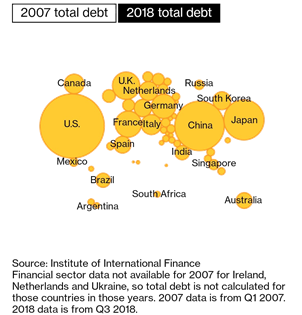 2007 total debt 2018 total debt
Canada
U.K.
Netherlands
Russia
Germany
South Korea
U.S.
France
Italy
China
Japan
Spain
India
Mexico
Singapore
Brazil
South Africa
Argentina
Australia
Source: Institute of International Finance
Financial sector data not available for 2007 for Ireland,
Netherlands and Ukraine, so total debt is not calculated for
those countries in those years. 2007 data is from Q1 2007.
2018 data is from Q3 2018.